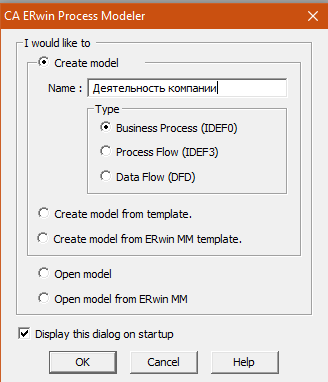 CA ERwin Process Modeler
I would like to
Create model
Name : Деятельность компании
Type
Business Process (IDEF0)
Process Flow (IDEF3)
Data Flow (DFD)
Create model from template.
Create model from ERwin MM template.
Open model
Open model from ERwin MM
Display this dialog on startup
OK Cancel Help